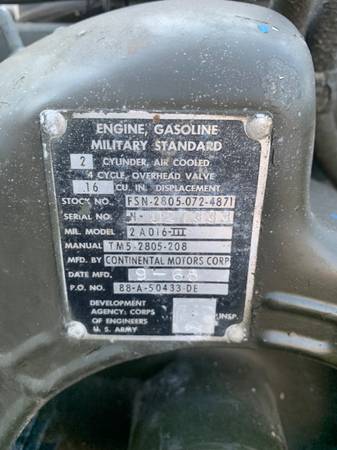 ENGINE, GASOLINE
MILITARY STANDARD
2 CYLINDER, AIR COOLED
4 CYCLE, OVERHEAD VALVE
16 CU. IN. DISPLACEMENT
STOCK NO. FSN-2805-072-4871
SERIAL NO.
MIL. MODEL 2A016-III
MANUAL TM5-2805-208
MFD. BY CONTINENTAL MOTORS CORP
DATE MFD.
P.O. NO. 88-A-50433-DE
DEVELOPMENT
AGENCY: CORPS
OF ENGINEERS
U. S. ARMY
INSP.